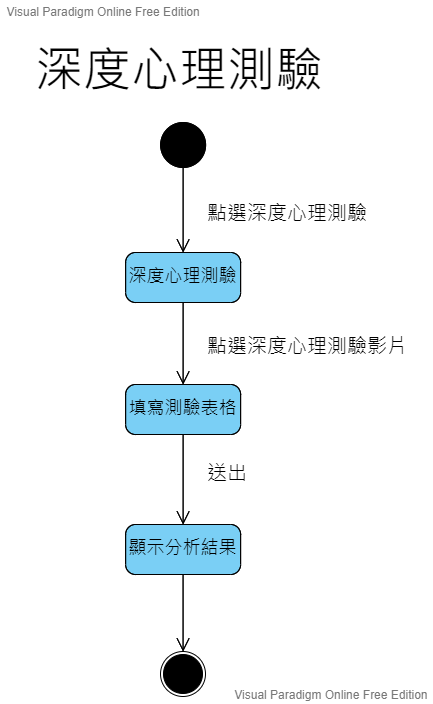 Visual Paradigm Online Free Edition
深度心理測驗
點選深度心理測驗
深度心理測驗
點選深度心理測驗影片
填寫測驗表格
送出
顯示分析結果
Visual Paradigm Online Free Edition